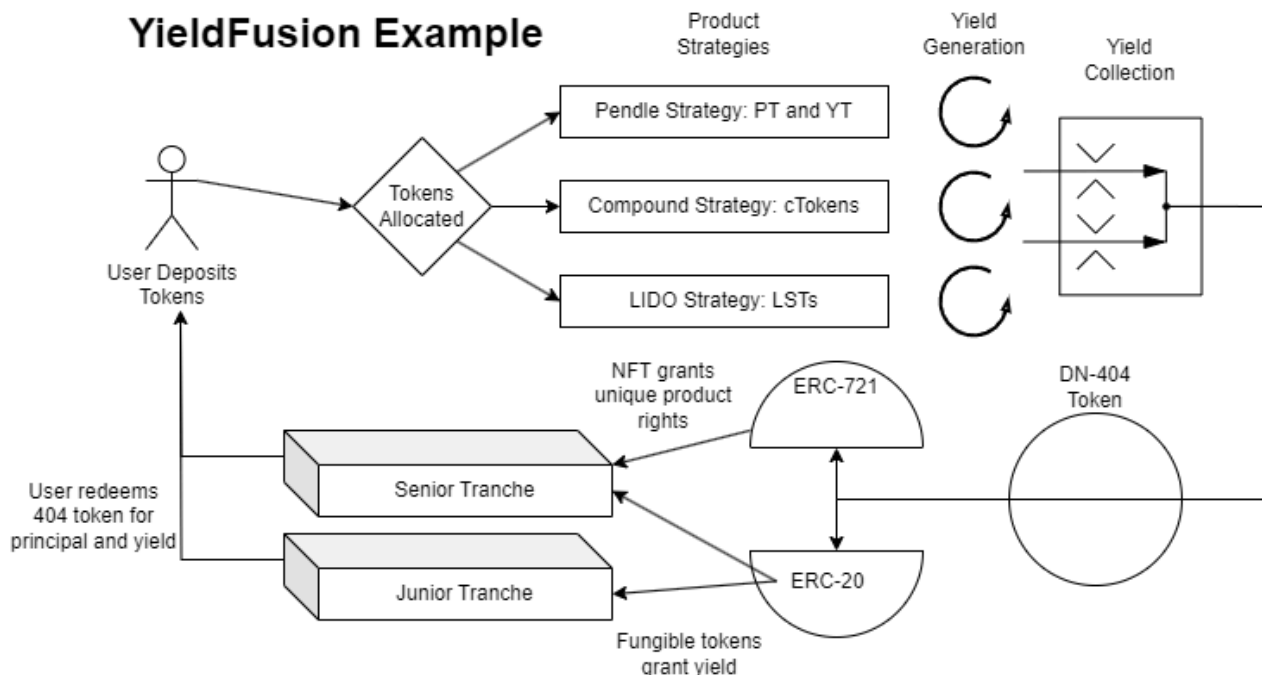 YieldFusion Example
Product
Strategies
Yield
Generation
Yield
Collection
Pendle Strategy: PT and YT
Tokens
Allocated
Compound Strategy: cTokens
User Deposits
Tokens
LIDO Strategy: LSTs
NFT grants
unique product
rights
ERC-721
DN-404
Token
Senior Tranche
User redeems
404 token for
principal and yield
Junior Tranche
ERC-20
Fungible tokens
grant yield